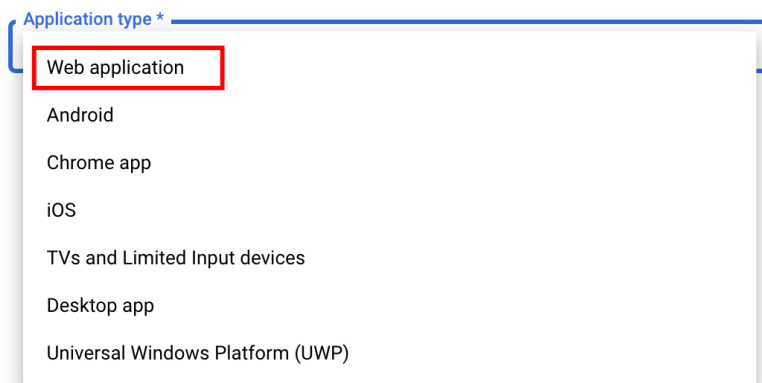 Application type *
Web application
Android
Chrome app
iOS
TVs and Limited Input devices
Desktop app
Universal Windows Platform (UWP)